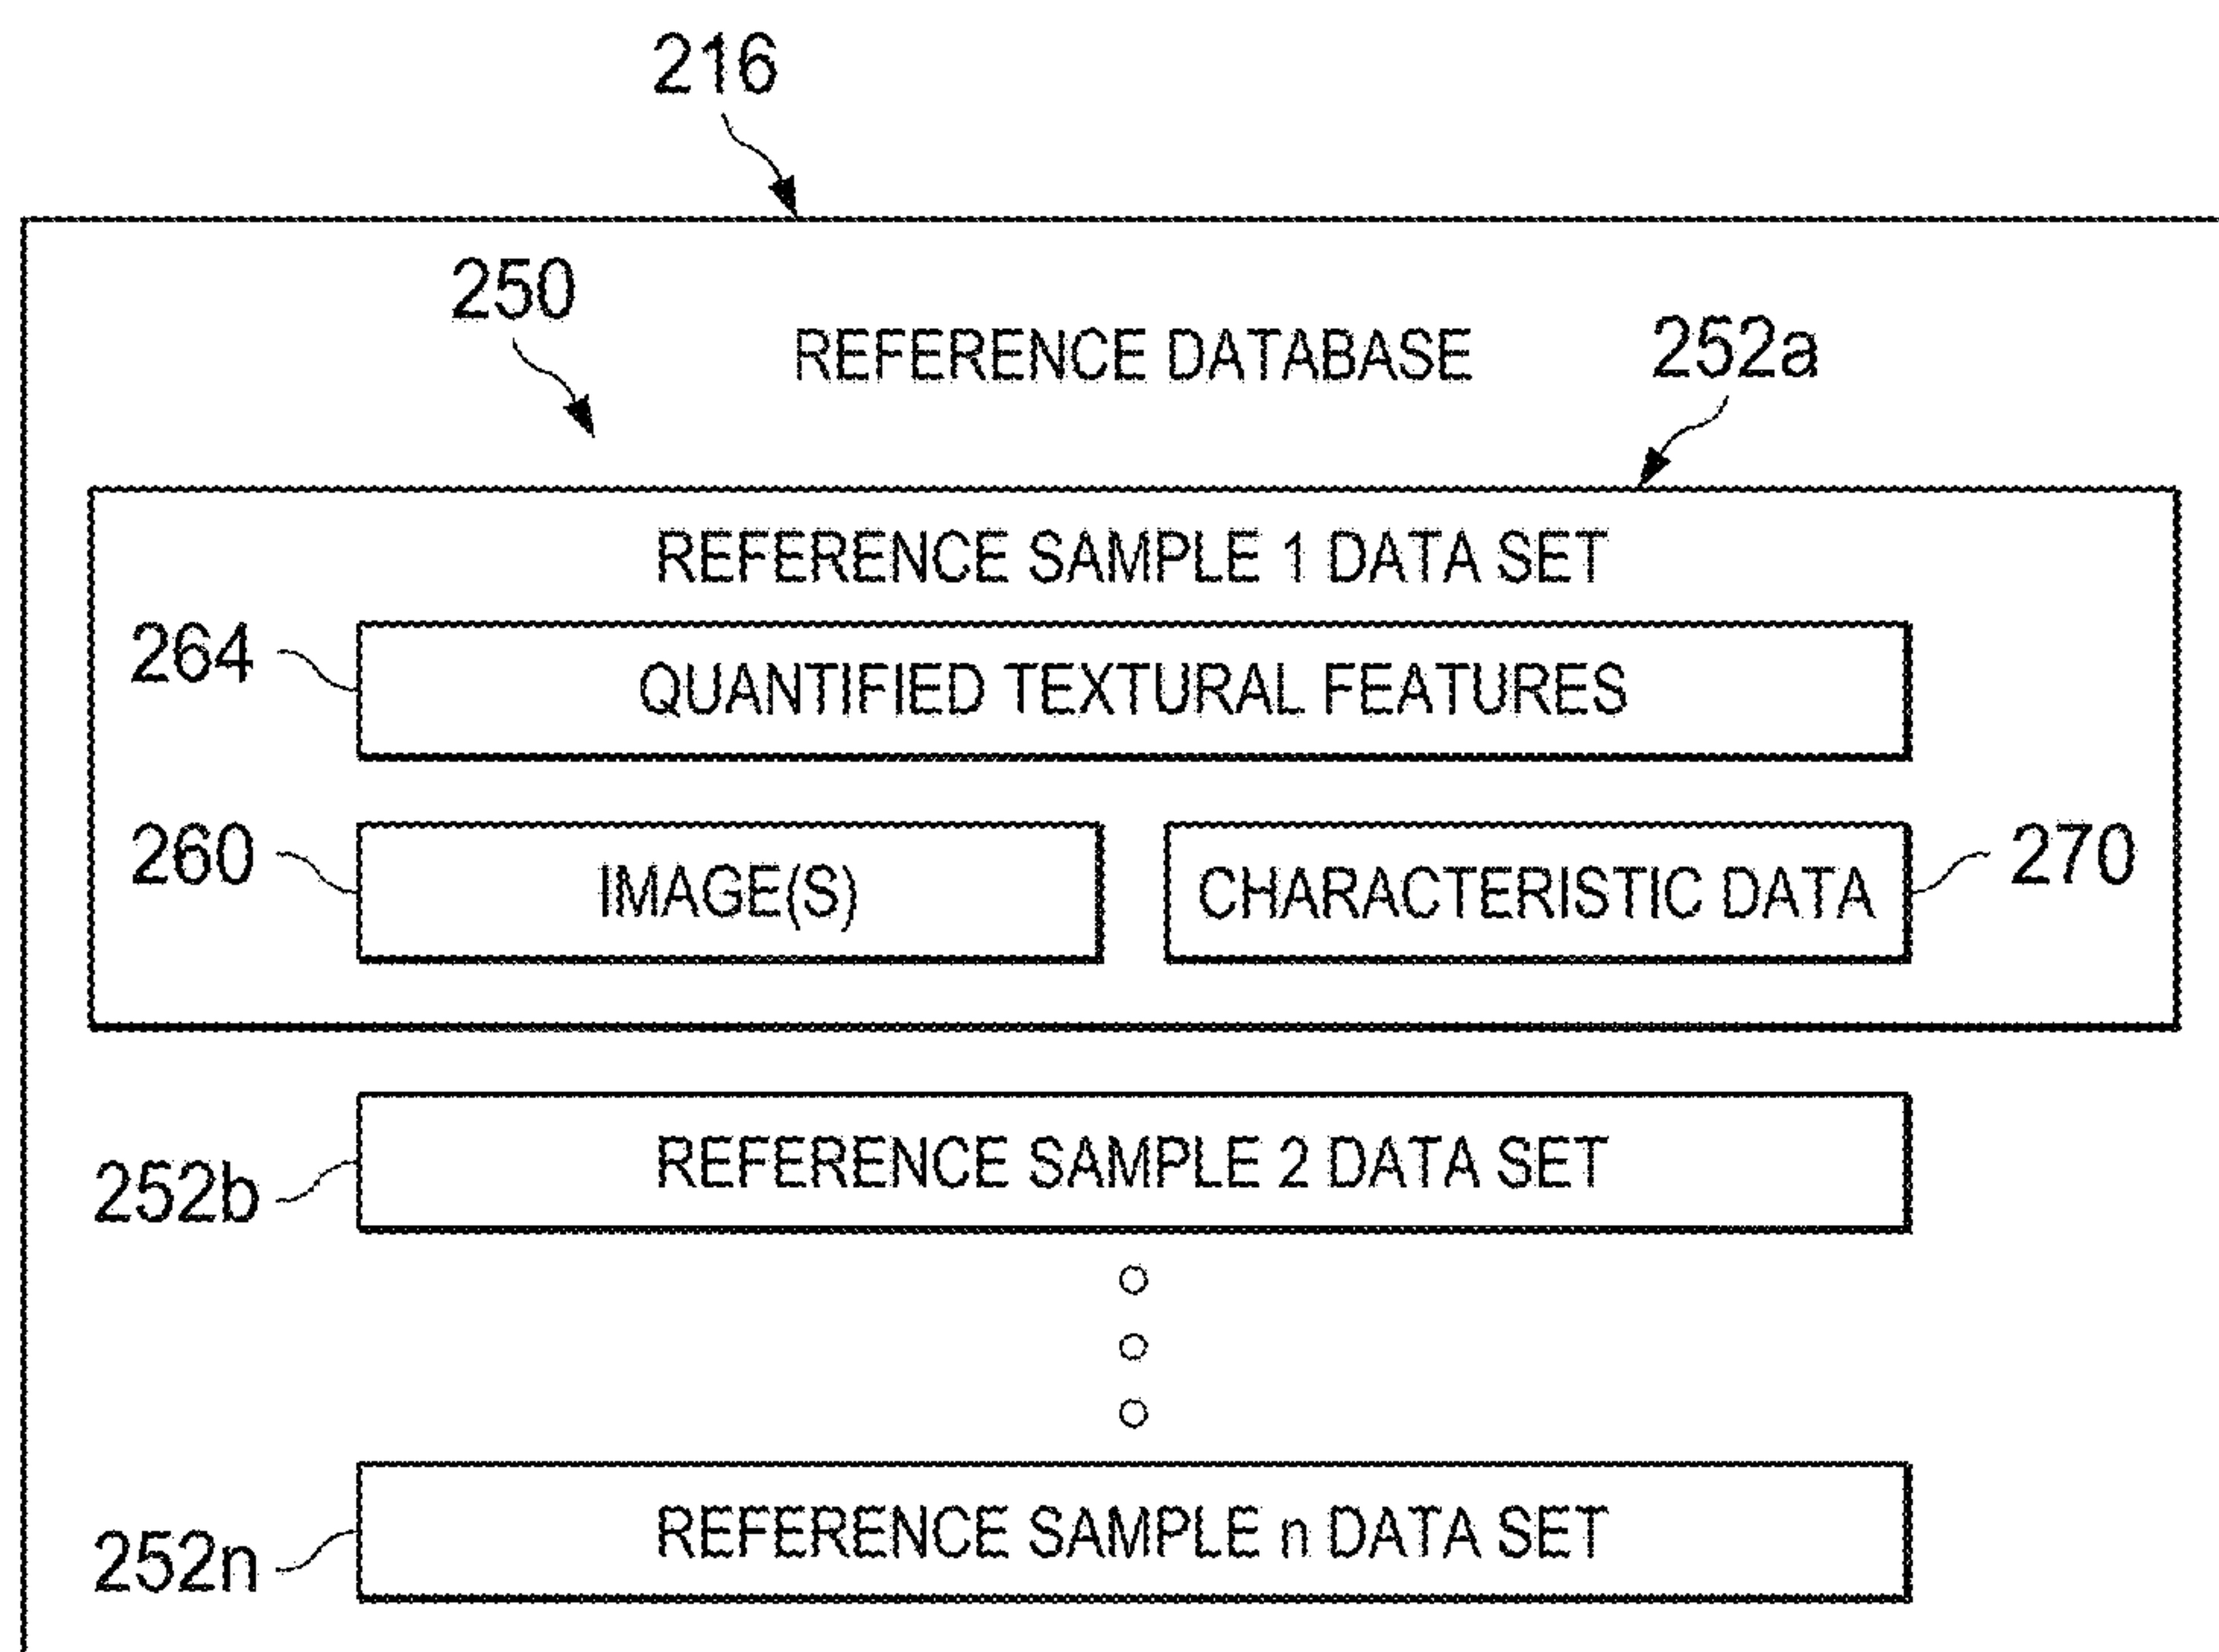 216
250
REFERENCE DATABASE
252a
REFERENCE SAMPLE 1 DATA SET
264
QUANTIFIED TEXTURAL FEATURES
260
IMAGE(S)
CHARACTERISTIC DATA
270
252b
REFERENCE SAMPLE 2 DATA SET
252n
REFERENCE SAMPLE n DATA SET